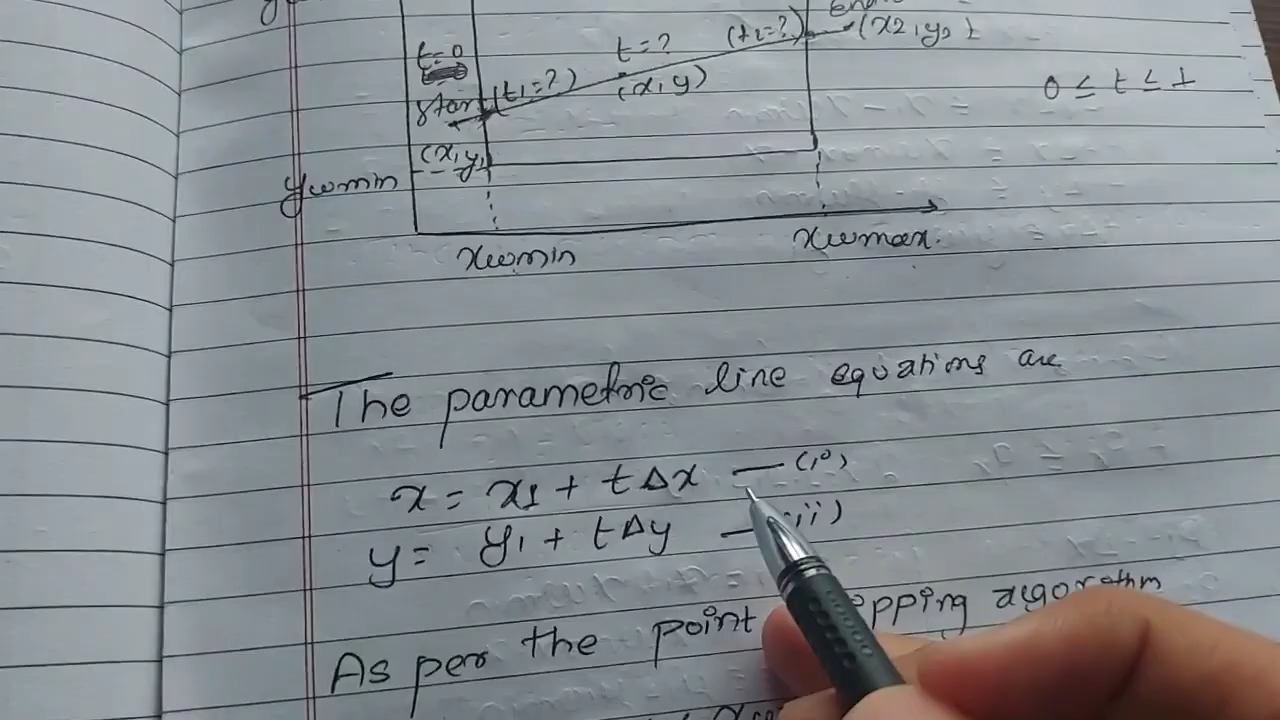 (x2,y2)
t=0 t=? (t2=?)
start (t1=?) (x,y) 0 ≤ t ≤ 1
(x,y1
ywmin
xwmin xwmax.
The parametric line equations are
x = x1 + tΔx — (i)
y = y1 + tΔy — (ii)
As per the point algorithm